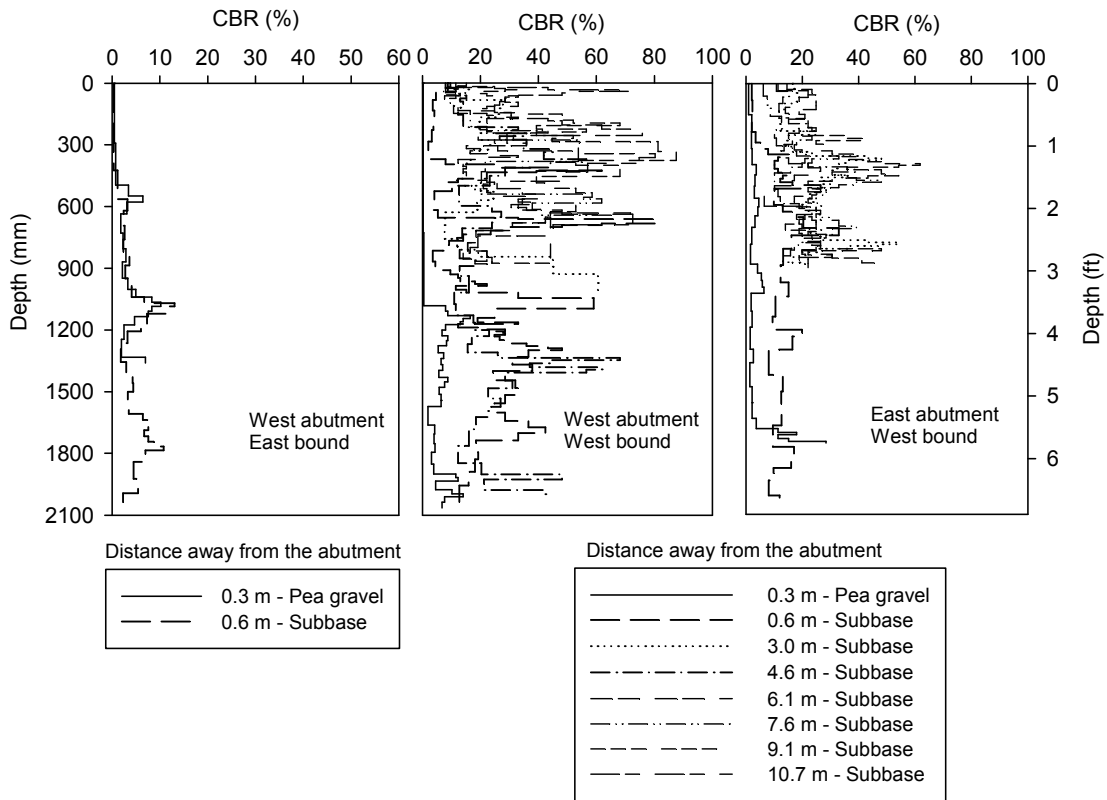 CBR (%)
CBR (%)
CBR (%)
0 10 20 30 40 50 60
0 20 40 60 80 100
0 20 40 60 80 100
Depth (mm)
0
300
600
900
1200
1500
1800
2100
0
1
2
3
4
5
6
Depth (ft)
West abutment
East bound
West abutment
West bound
East abutment
West bound
Distance away from the abutment
0.3 m - Pea gravel
0.6 m - Subbase
Distance away from the abutment
0.3 m - Pea gravel
0.6 m - Subbase
3.0 m - Subbase
4.6 m - Subbase
6.1 m - Subbase
7.6 m - Subbase
9.1 m - Subbase
10.7 m - Subbase